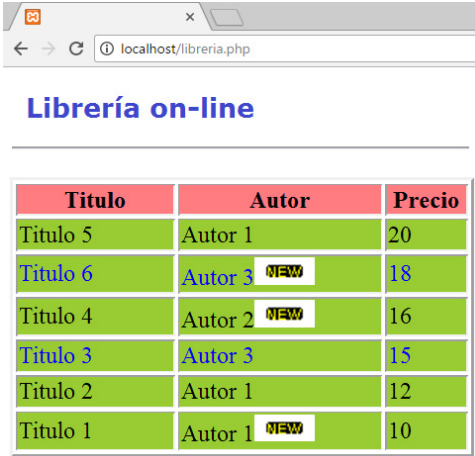 localhost/libreria.php
Librería on-line
Titulo Autor Precio
Titulo 5 Autor 1 20
Titulo 6 Autor 3 NEW 18
Titulo 4 Autor 2 NEW 16
Titulo 3 Autor 3 15
Titulo 2 Autor 1 12
Titulo 1 Autor 1 NEW 10